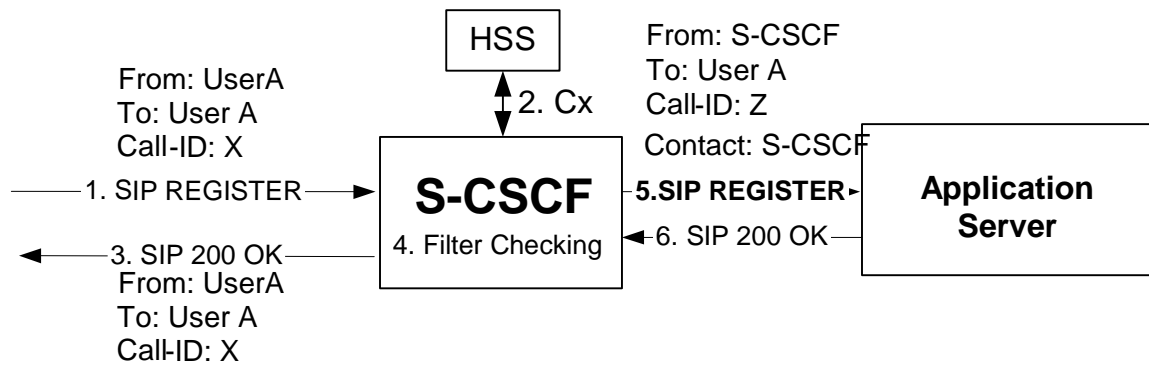 HSS
From: S-CSCF
To: User A
Call-ID: Z
Contact: S-CSCF
From: UserA
To: User A
Call-ID: X
2. Cx
1. SIP REGISTER
S-CSCF
4. Filter Checking
5.SIP REGISTER
Application
Server
6. SIP 200 OK
3. SIP 200 OK
From: UserA
To: User A
Call-ID: X